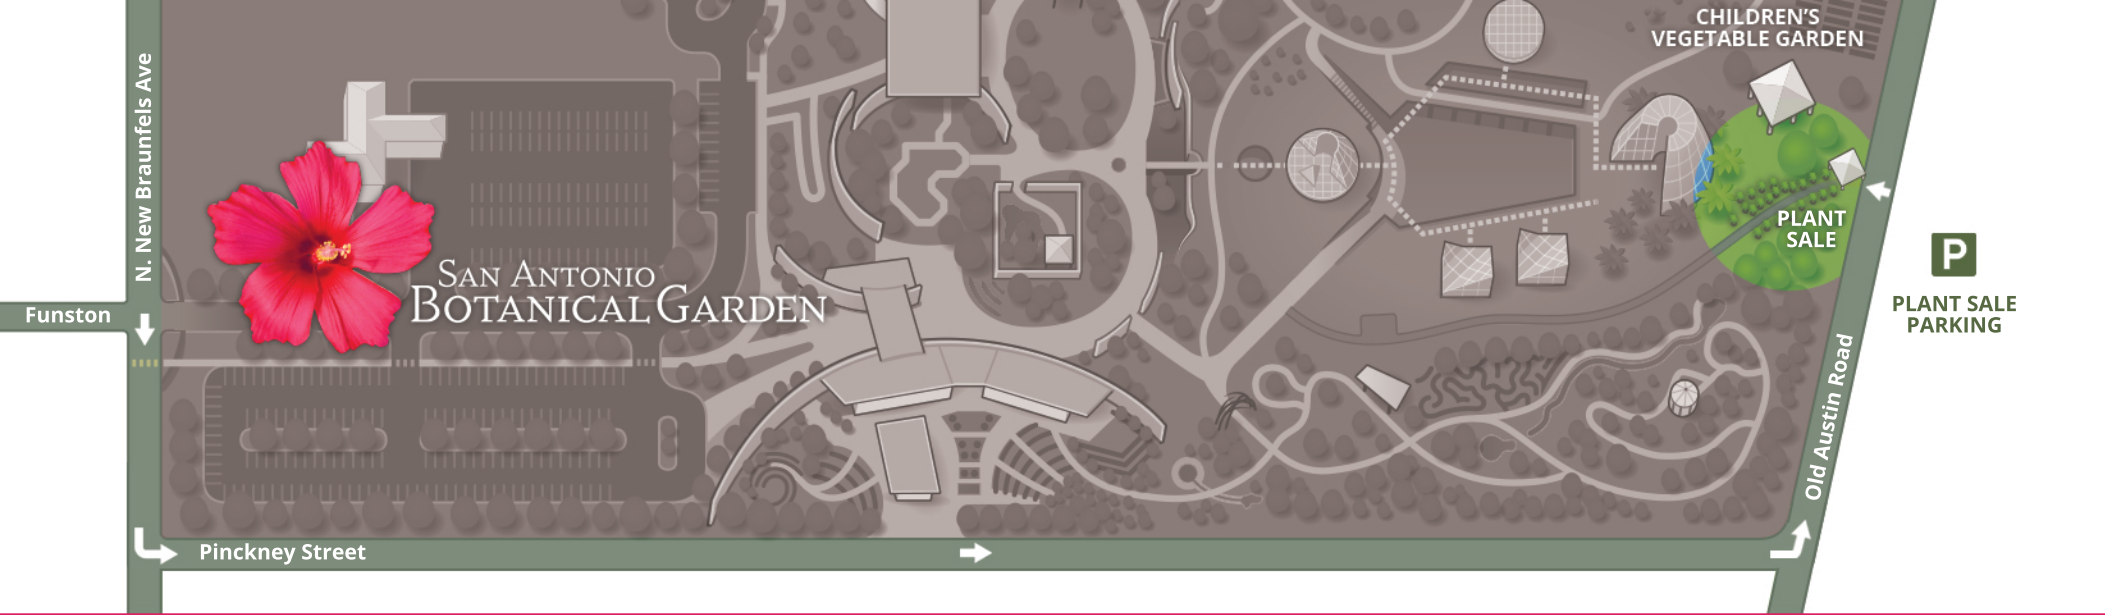 CHILDREN'S
VEGETABLE GARDEN
N. New Braunfels Ave
PLANT
SALE
P
PLANT SALE
PARKING
SAN ANTONIO
BOTANICAL GARDEN
Funston
Old Austin Road
Pinckney Street